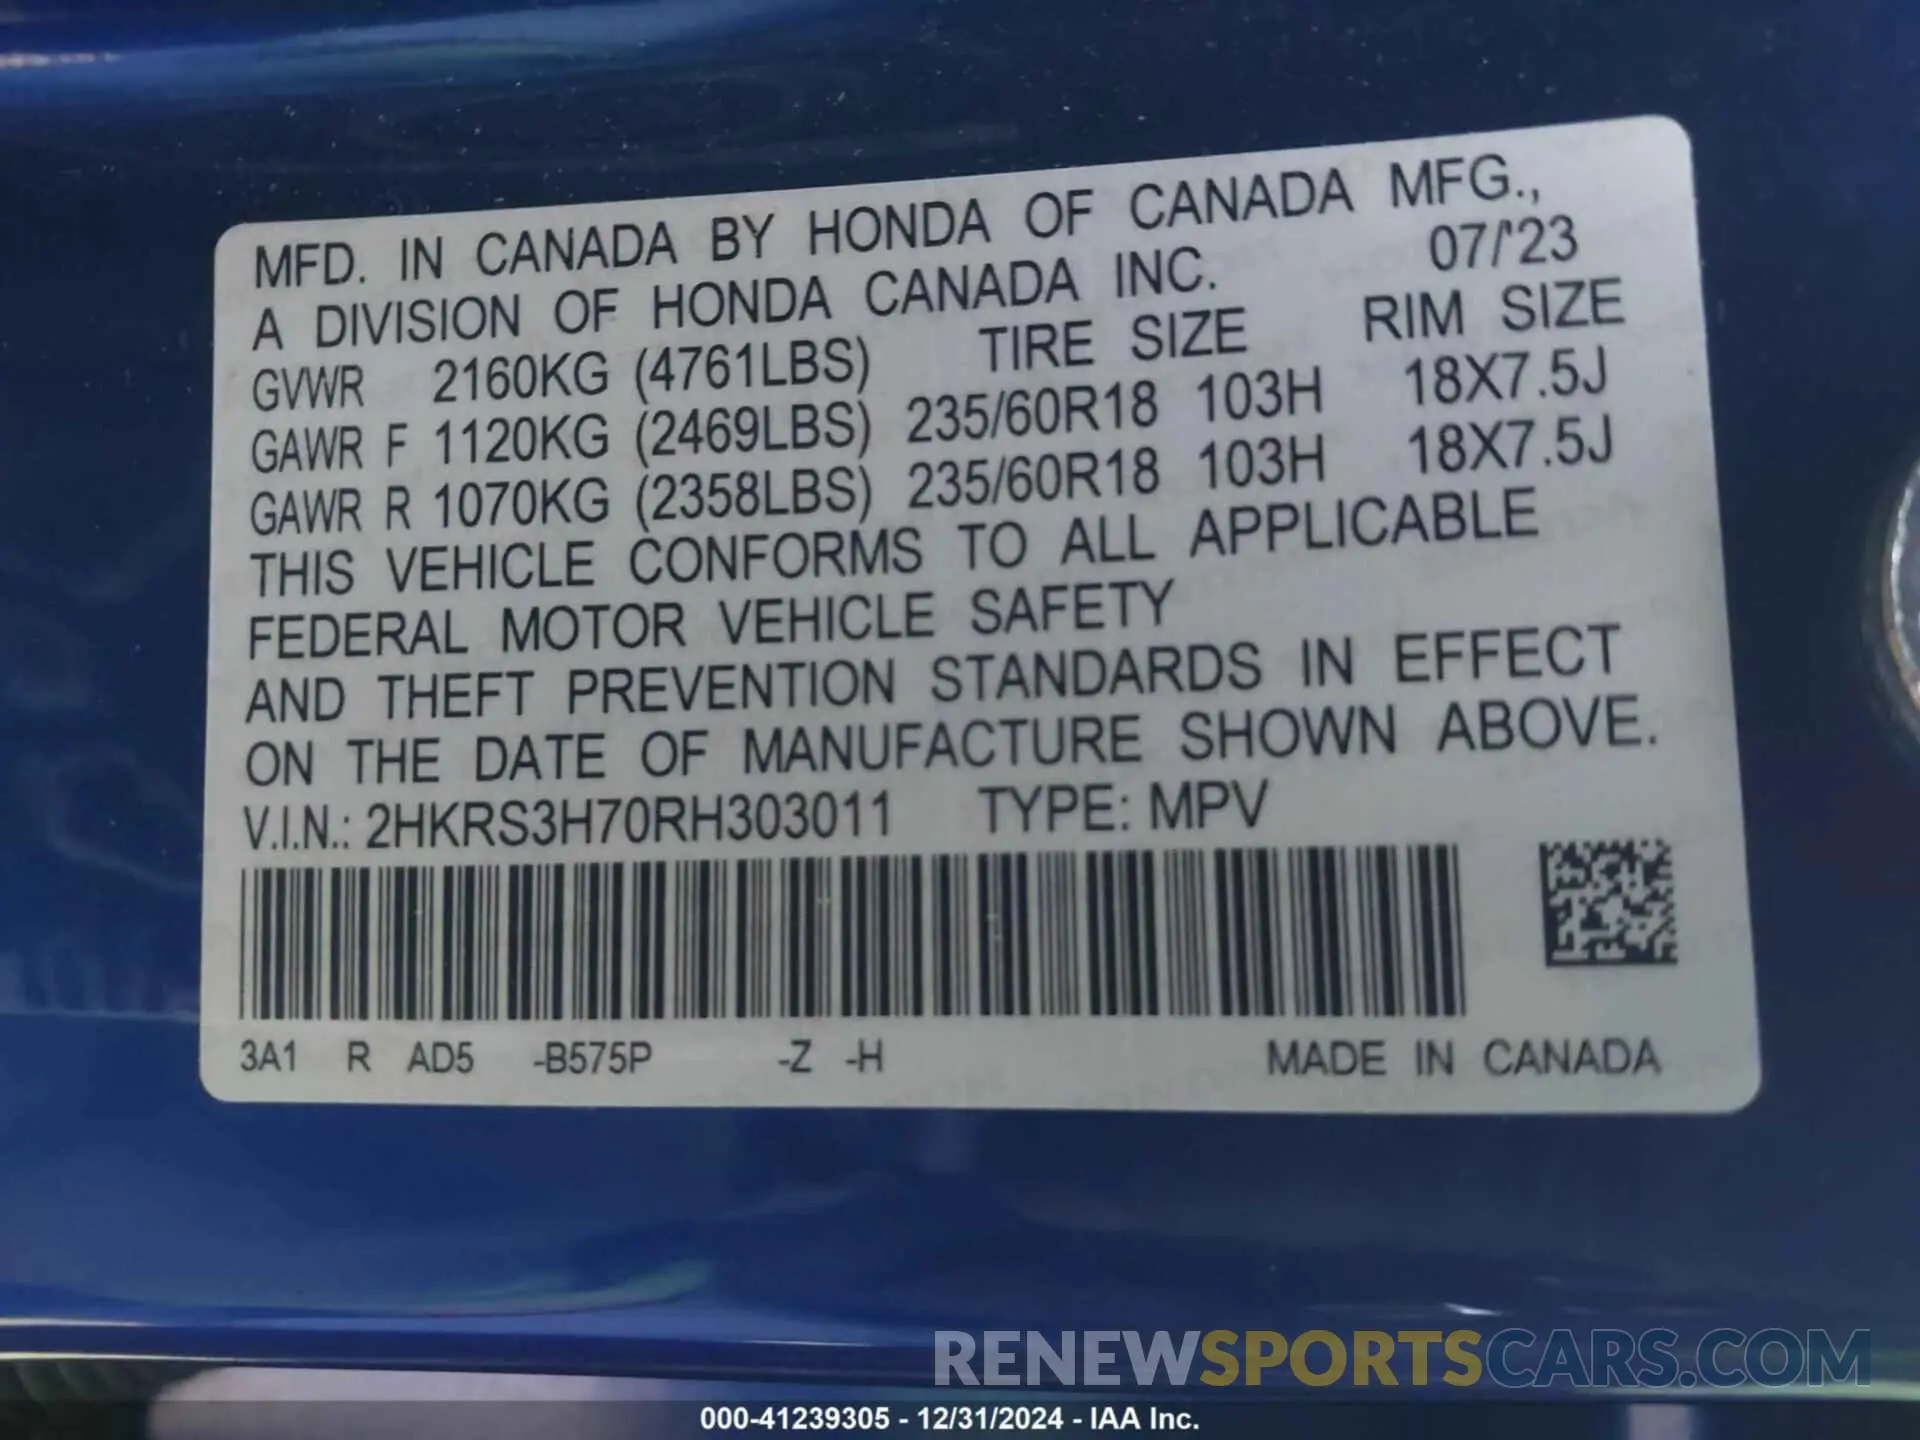 MFD. IN CANADA BY HONDA OF CANADA MFG.,
A DIVISION OF HONDA CANADA INC. 07/'23
GVWR 2160KG (4761LBS) TIRE SIZE RIM SIZE
GAWR F 1120KG (2469LBS) 235/60R18 103H 18X7.5J
GAWR R 1070KG (2358LBS) 235/60R18 103H 18X7.5J
THIS VEHICLE CONFORMS TO ALL APPLICABLE
FEDERAL MOTOR VEHICLE SAFETY
AND THEFT PREVENTION STANDARDS IN EFFECT
ON THE DATE OF MANUFACTURE SHOWN ABOVE.
V.I.N.: 2HKRS3H70RH303011 TYPE: MPV
3A1 R AD5 -B575P -Z -H MADE IN CANADA
RENEWSPORTSCARS.COM
000-41239305 - 12/31/2024 - IAA Inc.